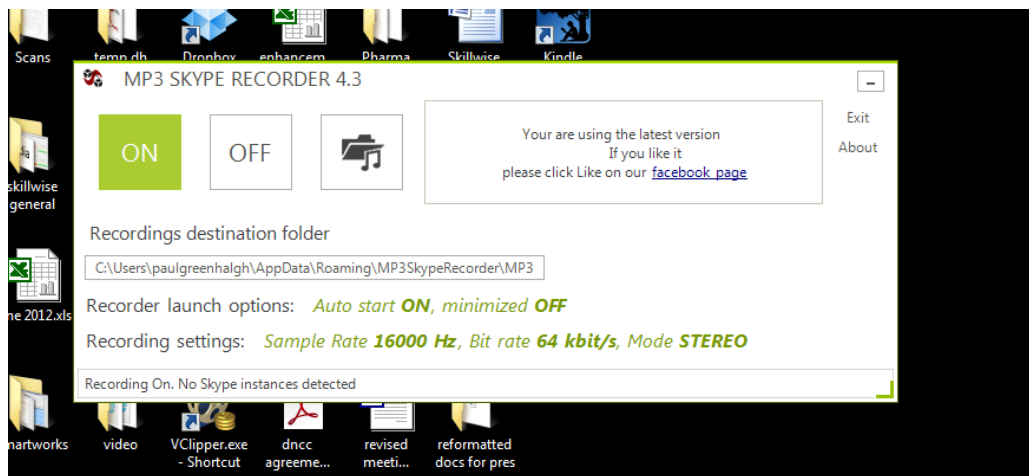 Scans
temp db
Dropbox
enhancem
Pharma
Skillwise
Kindle
MP3 SKYPE RECORDER 4.3
ON
OFF
Your are using the latest version
If you like it
please click Like on our facebook page
Exit
About
skillwise
general
Recordings destination folder
C:\Users\paulgreenhalgh\AppData\Roaming\MP3SkypeRecorder\MP3
Recorder launch options: Auto start ON, minimized OFF
ne 2012.xls
Recording settings: Sample Rate 16000 Hz, Bit rate 64 kbit/s, Mode STEREO
Recording On. No Skype instances detected
martworks
video
VClipper.exe
- Shortcut
dncc
agreeme...
revised
meeti...
reformatted
docs for pres